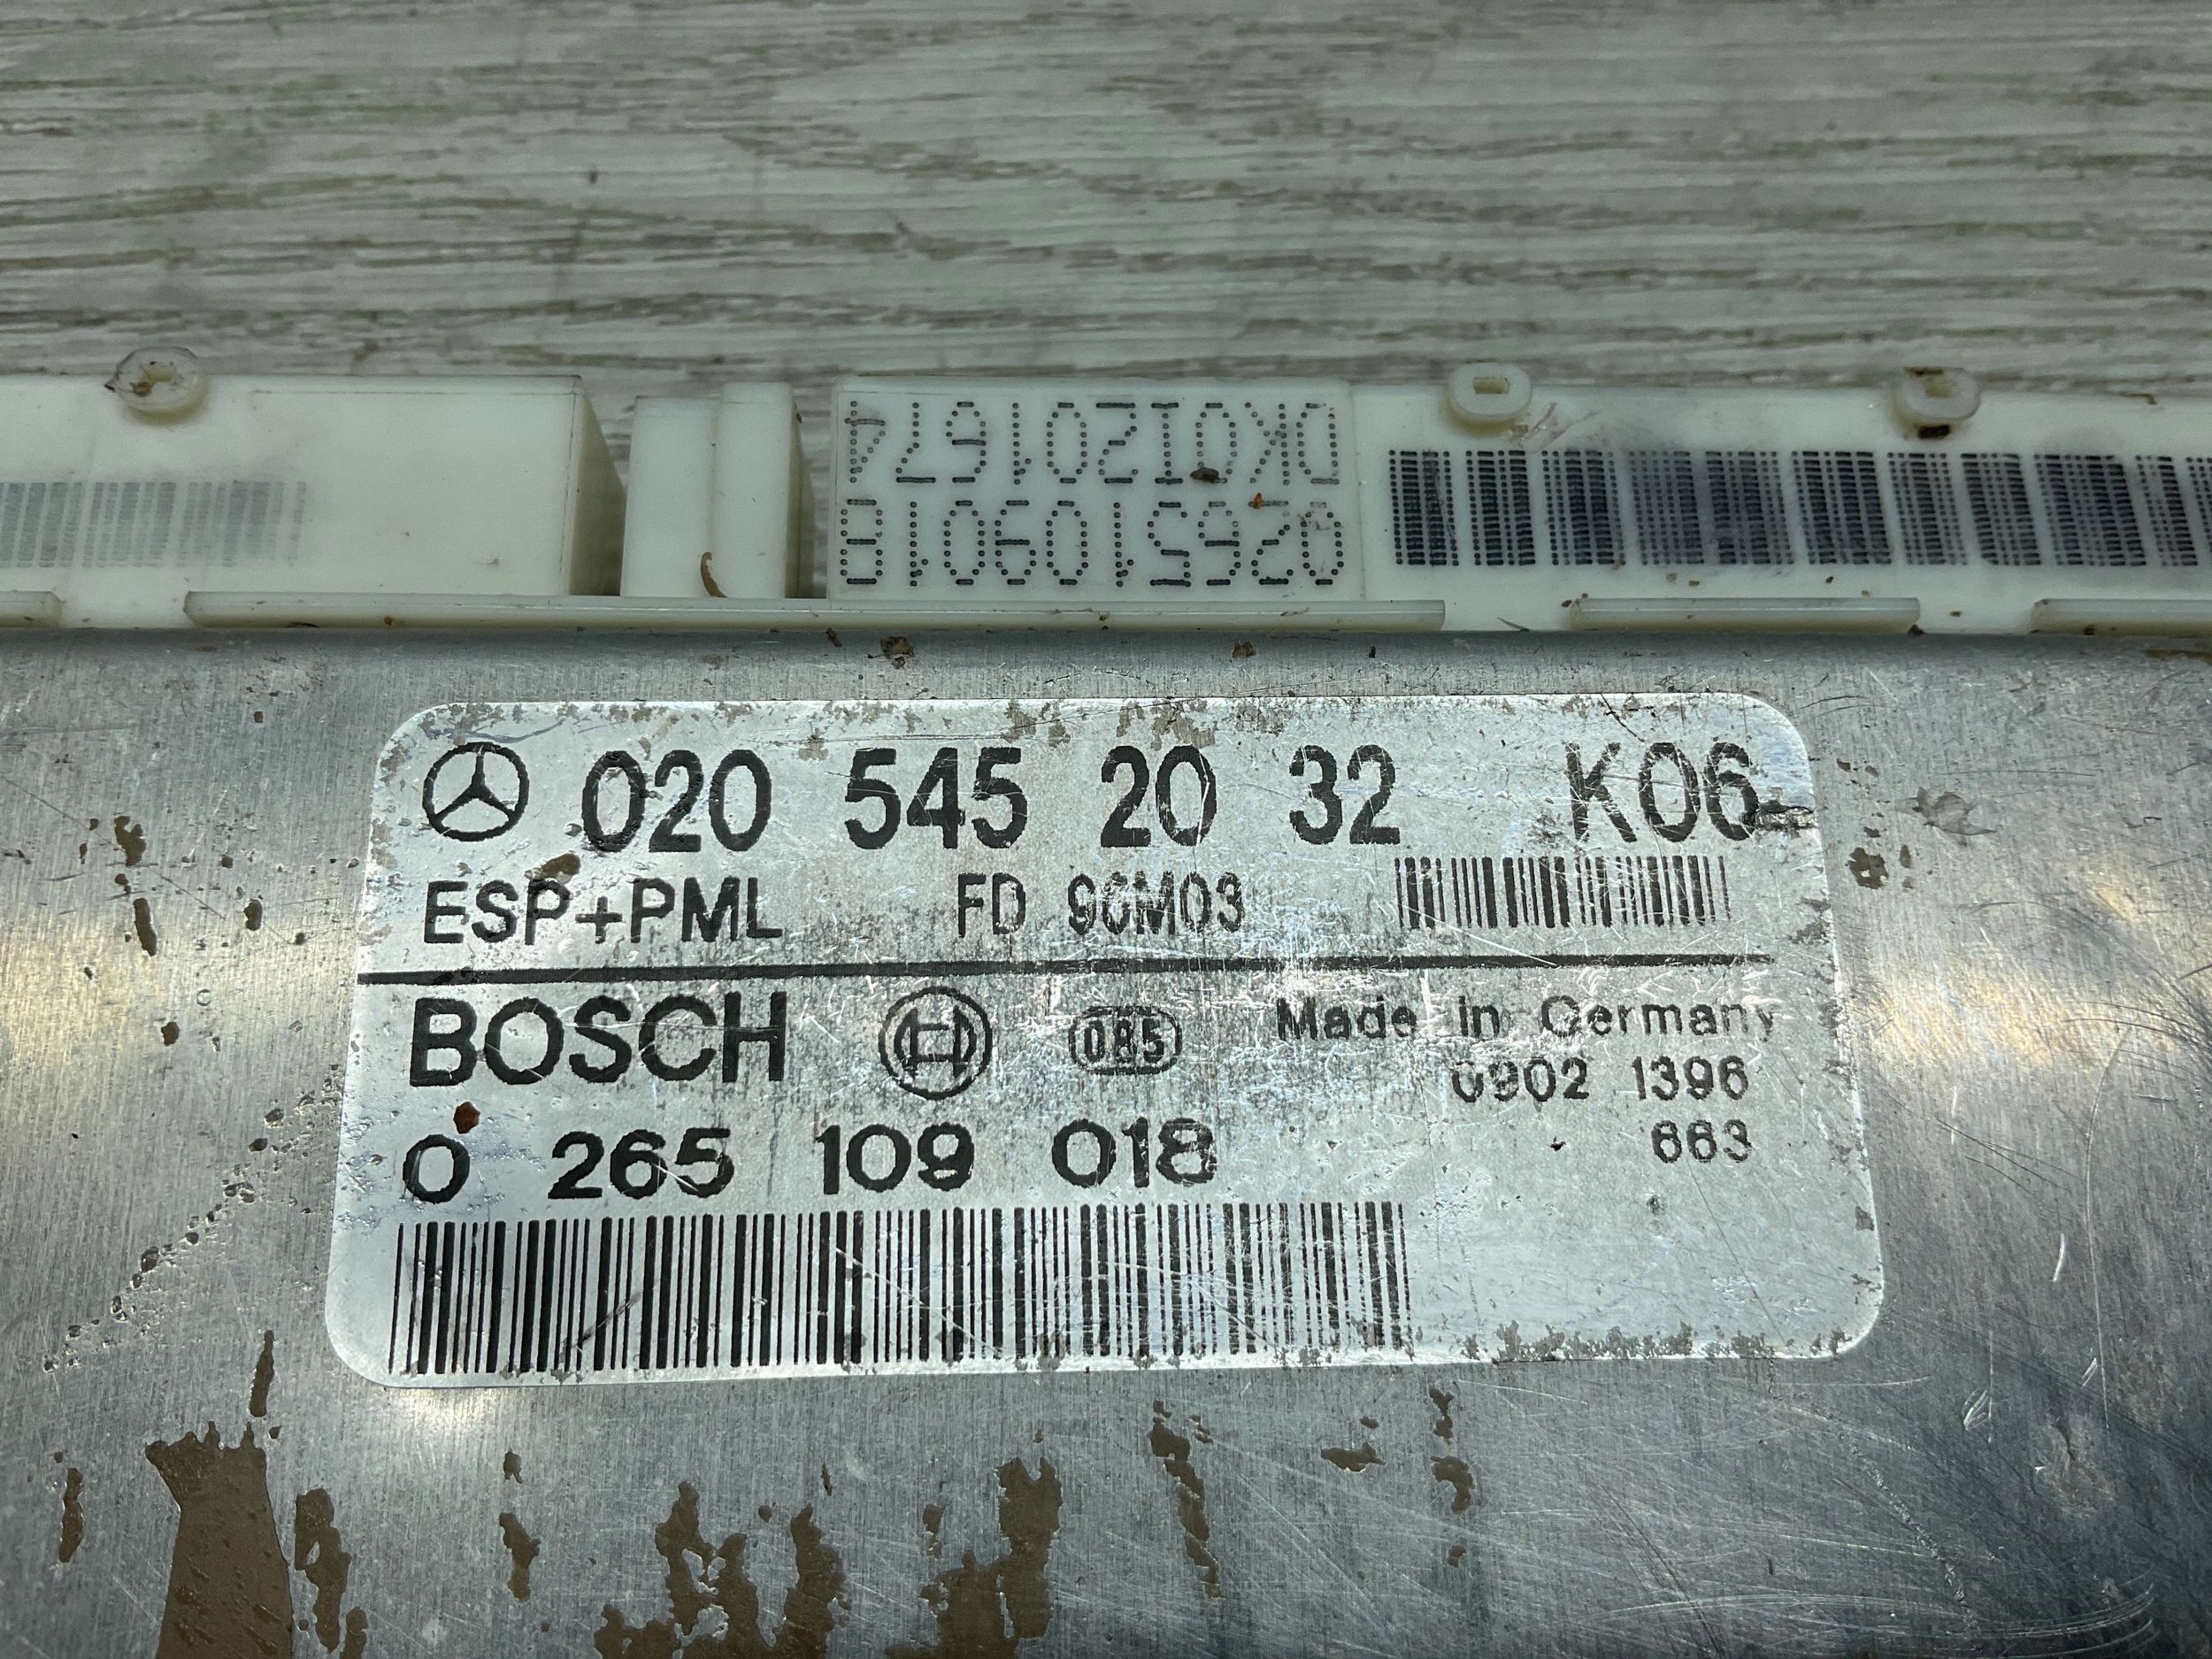 0265109018
DK0I201674
020 545 20 32 K06
ESP+PML FD 96M03
BOSCH 085 Made in Germany
0902 1396
0 265 109 018 663